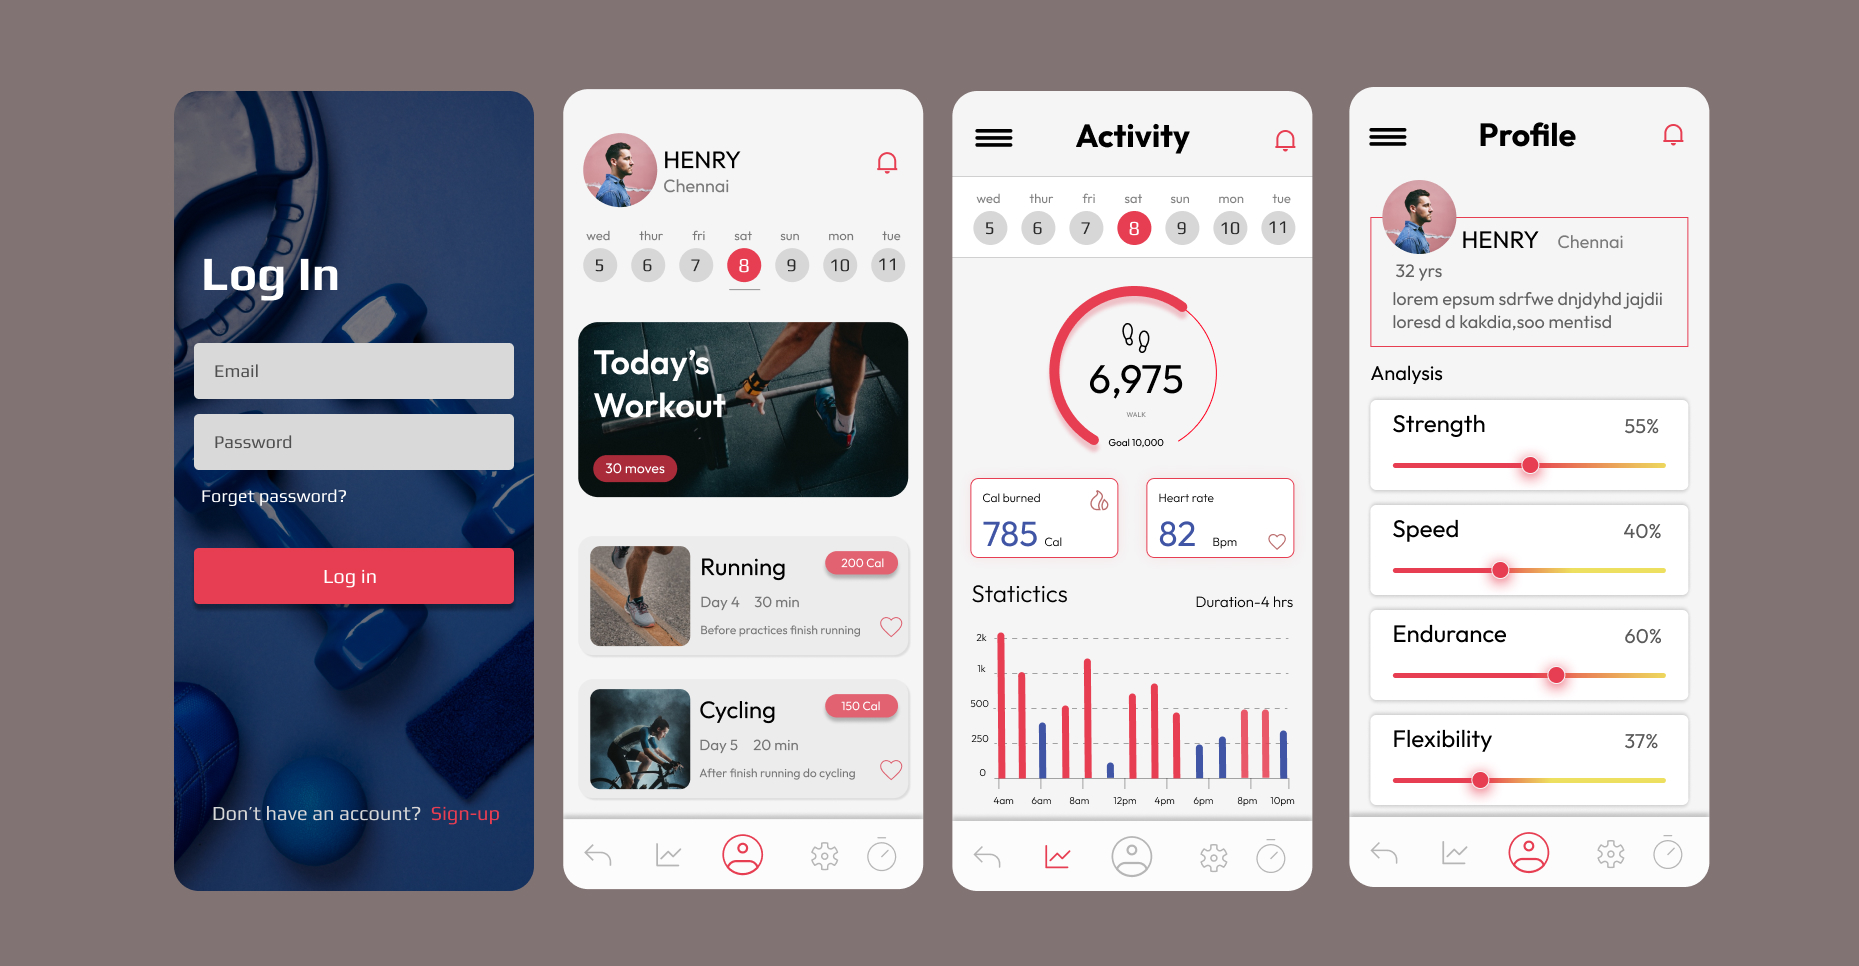 Log In
Email
Password
Forget password?
Log in
Don't have an account? Sign-up
HENRY
Chennai
wed thur fri sat sun mon tue
5 6 7 8 9 10 11
Today's
Workout
30 moves
Running
200 Cal
Day 4 30 min
Before practices finish running
Cycling
150 Cal
Day 5 20 min
After finish running do cycling
Activity
wed thur fri sat sun mon tue
5 6 7 8 9 10 11
6,975
WALK
Goal 10,000
Cal burned
785 Cal
Heart rate
82 Bpm
Statictics
Duration-4 hrs
2k
1k
500
250
0
4am 6am 8am 12pm 4pm 6pm 8pm 10pm
Profile
HENRY Chennai
32 yrs
lorem epsum sdrfwe dnjdyhd jajdii
loresd d kakdia,soo mentisd
Analysis
Strength 55%
Speed 40%
Endurance 60%
Flexibility 37%